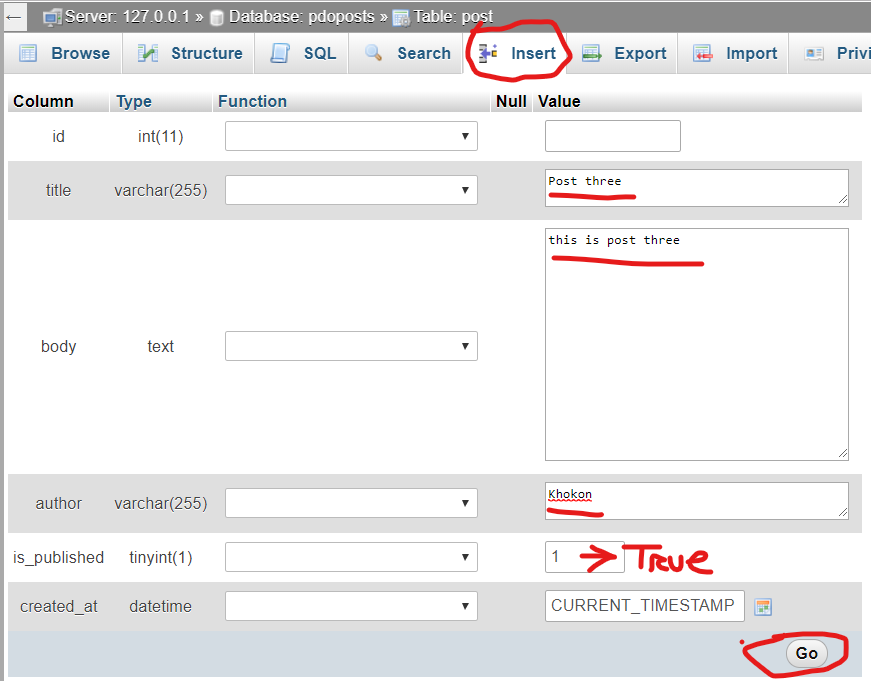 Server: 127.0.0.1 » Database: pdoposts » Table: post
Browse Structure SQL Search Insert Export Import Privi
Column Type Function Null Value
id int(11)
title varchar(255) Post three
body text this is post three
author varchar(255) Khokon
is_published tinyint(1) 1 True
created_at datetime CURRENT_TIMESTAMP
Go